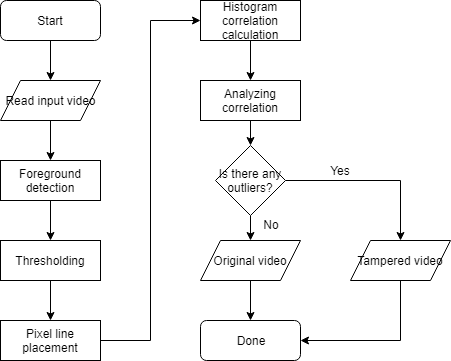 Start
Read input video
Foreground
detection
Thresholding
Pixel line
placement
Histogram
correlation
calculation
Analyzing
correlation
Is there any
outliers?
Yes
No
Original video
Tampered video
Done